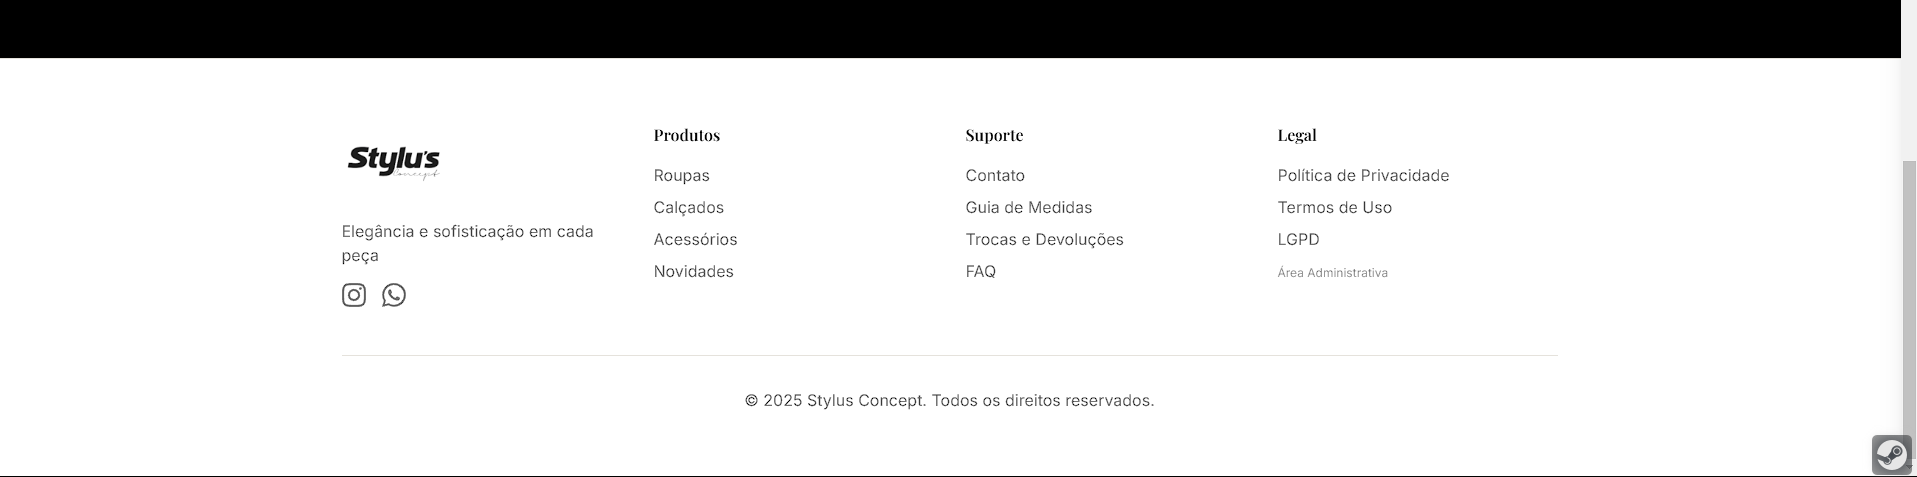 Stylu's
Concept
Elegância e sofisticação em cada
peça
Produtos
Roupas
Calçados
Acessórios
Novidades
Suporte
Contato
Guia de Medidas
Trocas e Devoluções
FAQ
Legal
Política de Privacidade
Termos de Uso
LGPD
Área Administrativa
© 2025 Stylus Concept. Todos os direitos reservados.